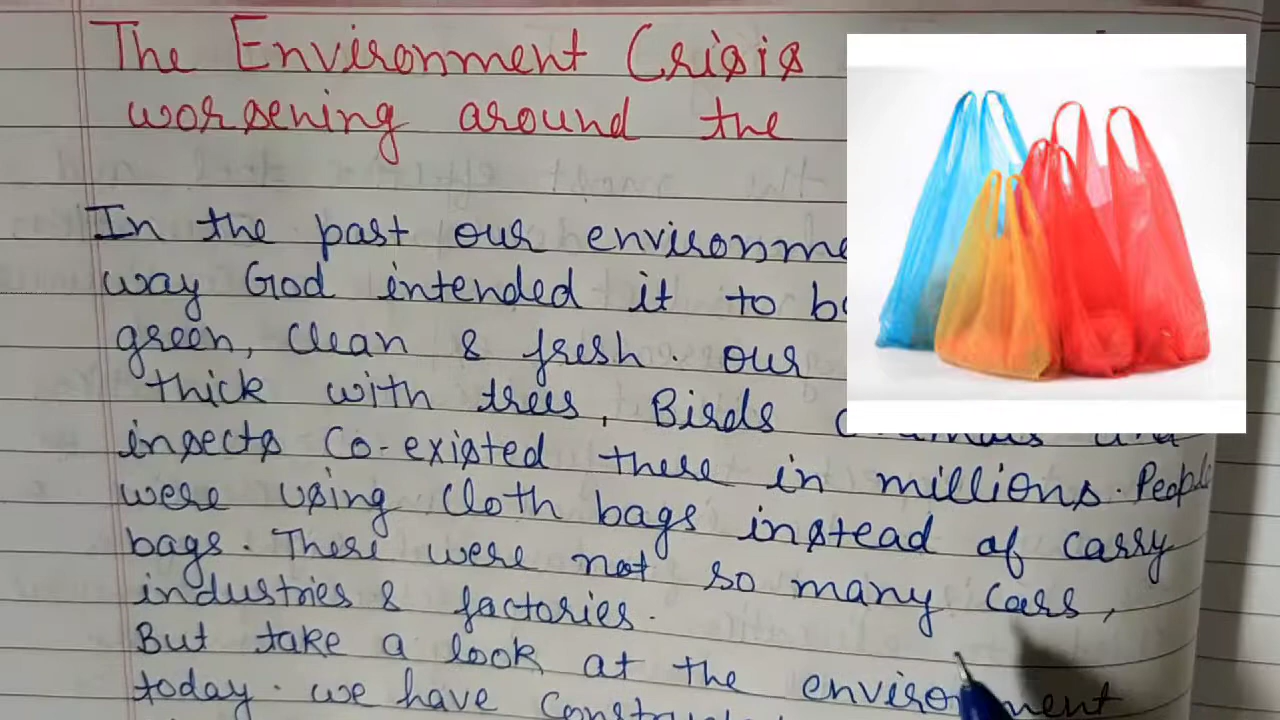 The Environment Crisis
worsening around the
In the past our environme
way God intended it to b
green, clean & fresh. our
thick with trees, Birds
insects co-existed there in millions. Peopl
were using cloth bags instead of carry
bags. There were not so many cars,
industries & factories.
But take a look at the environment
today. we have